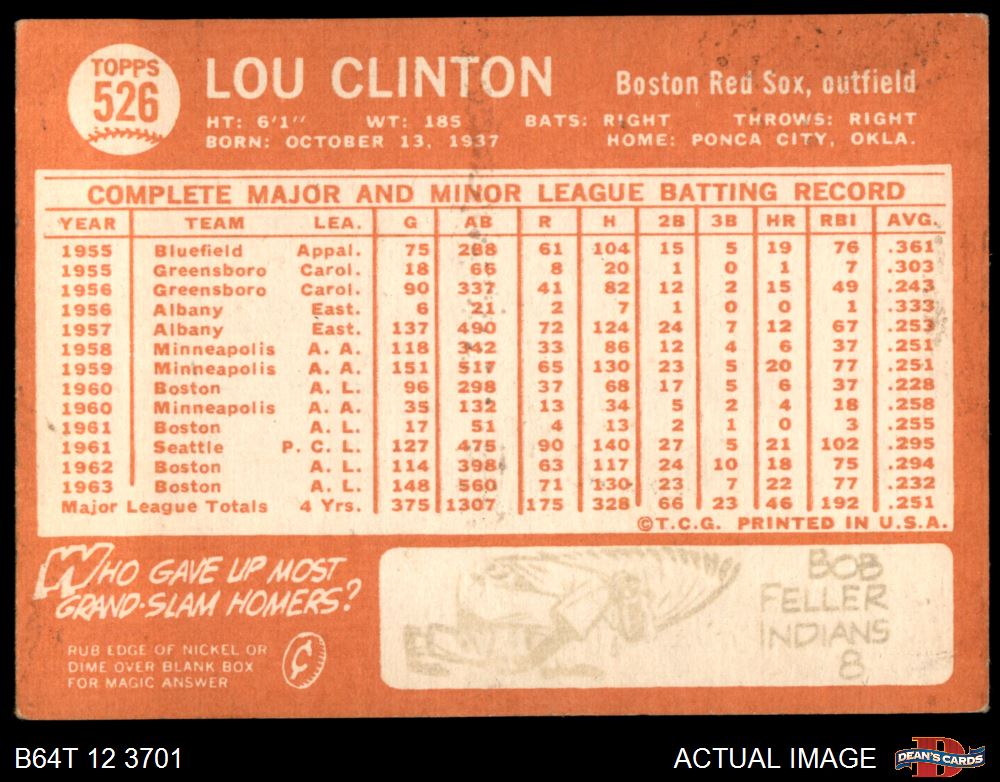 TOPPS
526
LOU CLINTON
Boston Red Sox, outfield
HT: 6'1" WT: 185 BATS: RIGHT THROWS: RIGHT
BORN: OCTOBER 13, 1937 HOME: PONCA CITY, OKLA.
COMPLETE MAJOR AND MINOR LEAGUE BATTING RECORD
YEAR TEAM LEA. G AB R H 2B 3B HR RBI AVG.
1955 Bluefield Appal. 75 288 61 104 15 5 19 76 .361
1955 Greensboro Carol. 18 66 8 20 1 0 1 7 .303
1956 Greensboro Carol. 90 337 41 82 12 2 15 49 .243
1956 Albany East. 6 21 2 7 1 0 0 1 .333
1957 Albany East. 137 490 72 124 24 7 12 67 .253
1958 Minneapolis A. A. 118 342 33 86 12 4 6 37 .251
1959 Minneapolis A. A. 151 517 65 130 23 5 20 77 .251
1960 Boston A. L. 96 298 37 68 17 5 6 37 .228
1960 Minneapolis A. A. 35 132 13 34 5 2 4 18 .258
1961 Boston A. L. 17 51 4 13 2 1 0 3 .255
1961 Seattle P. C. L. 127 475 90 140 27 5 21 102 .295
1962 Boston A. L. 114 398 63 117 24 10 18 75 .294
1963 Boston A. L. 148 560 71 130 23 7 22 77 .232
Major League Totals 4 Yrs. 375 1307 175 328 66 23 46 192 .251
©T.C.G. PRINTED IN U.S.A.
WHO GAVE UP MOST
GRAND-SLAM HOMERS?
RUB EDGE OF NICKEL OR
DIME OVER BLANK BOX
FOR MAGIC ANSWER
¢
BOB
FELLER
INDIANS
8
B64T 12 3701
ACTUAL IMAGE
D
DEAN'S CARDS